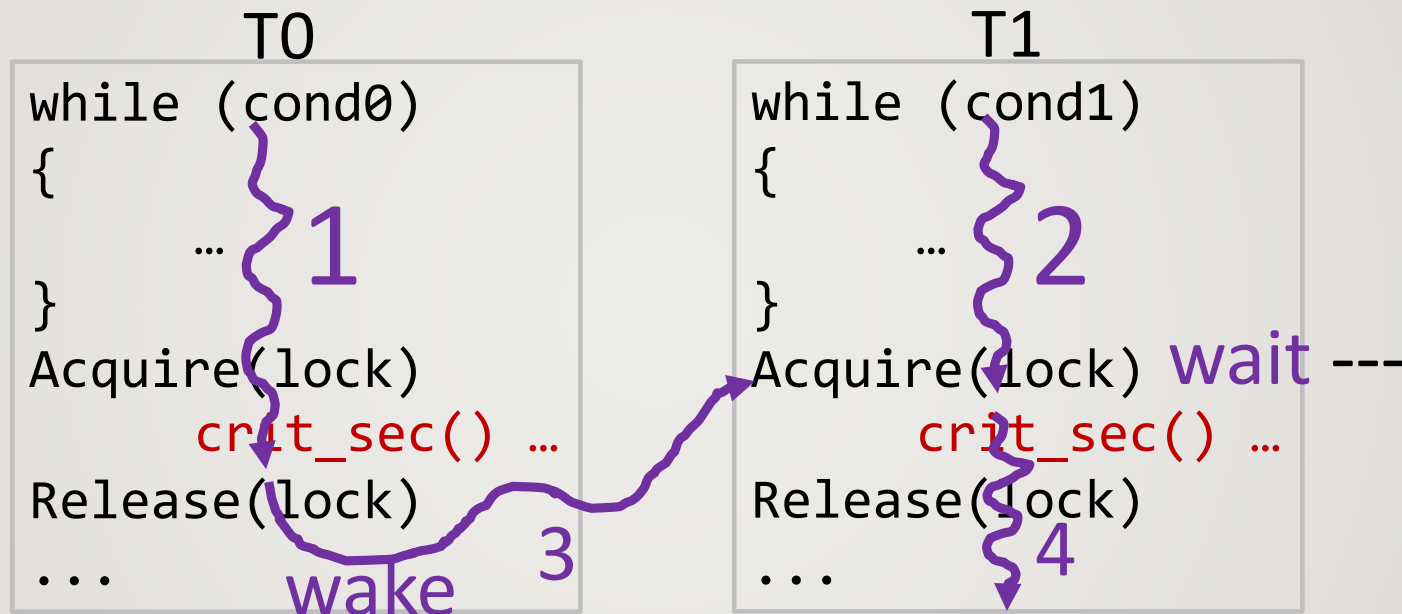 T0
while (cond0)
{
…
}
Acquire(lock)
crit_sec() …
Release(lock)
...
1
wake
3
T1
while (cond1)
{
…
}
Acquire(lock) wait ---
crit_sec() …
Release(lock)
...
2
4